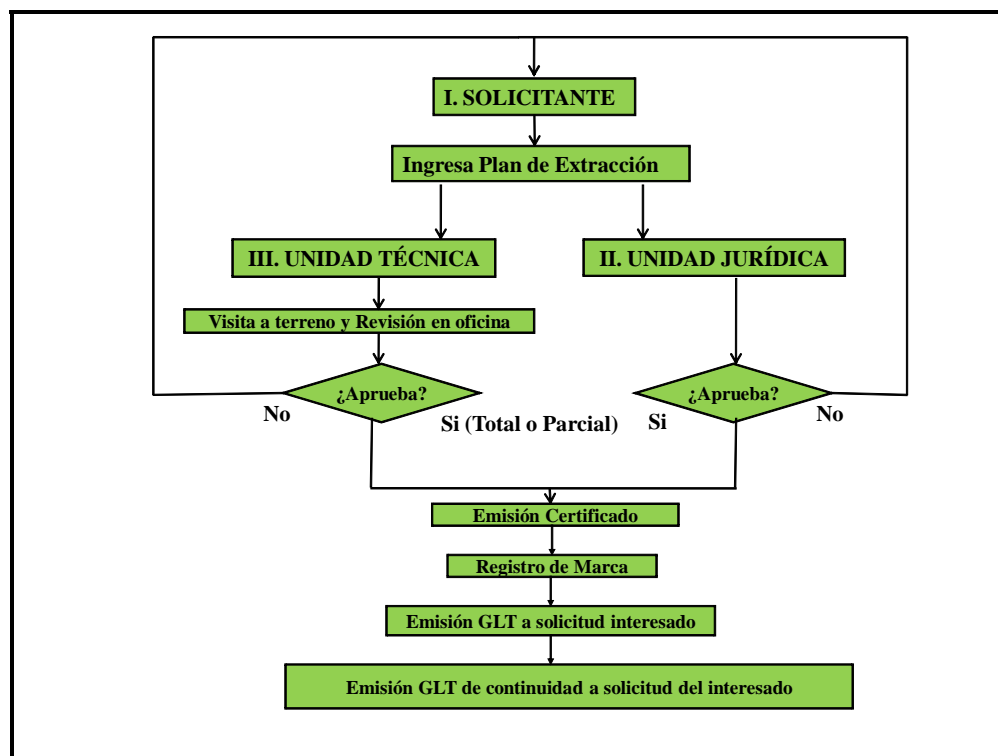 I. SOLICITANTE
Ingresa Plan de Extracción
III. UNIDAD TÉCNICA
II. UNIDAD JURÍDICA
Visita a terreno y Revisión en oficina
¿Aprueba?
¿Aprueba?
No
Si (Total o Parcial)
Si
No
Emisión Certificado
Registro de Marca
Emisión GLT a solicitud interesado
Emisión GLT de continuidad a solicitud del interesado